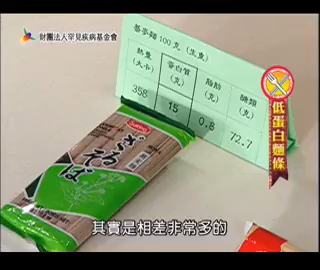 財團法人罕見疾病基金會
蕎麥麵100克(生重)
熱量
(大卡)
蛋白質
(克)
脂肪
(克)
醣類
(克)
358
15
0.8
72.7
低蛋白麵條
ざるそば
其實是相差非常多的